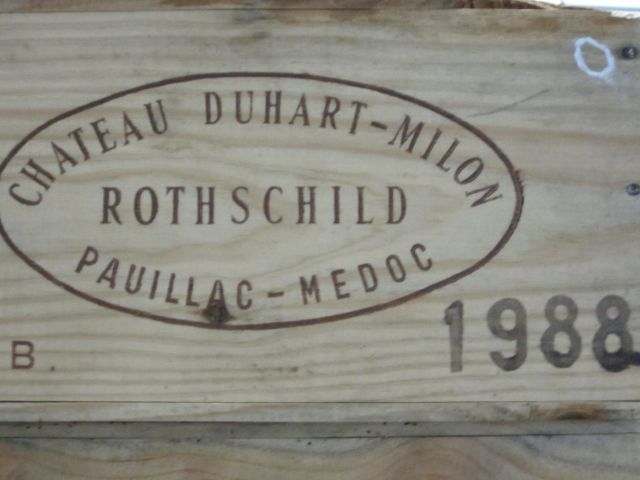 CHATEAU DUHART-MILON
ROTHSCHILD
PAUILLAC-MEDOC
1988
B.